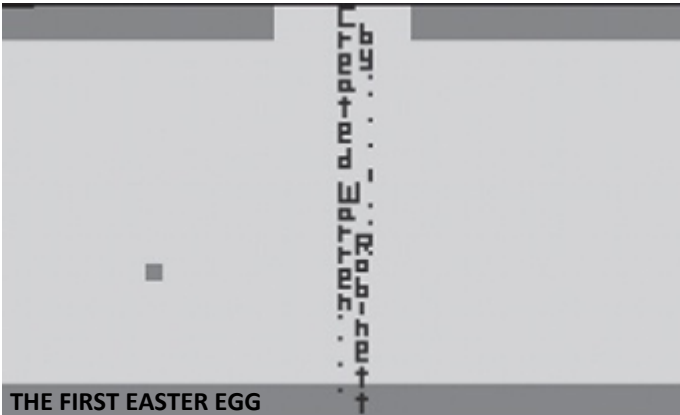 Created
by
Warren
Robinett
THE FIRST EASTER EGG